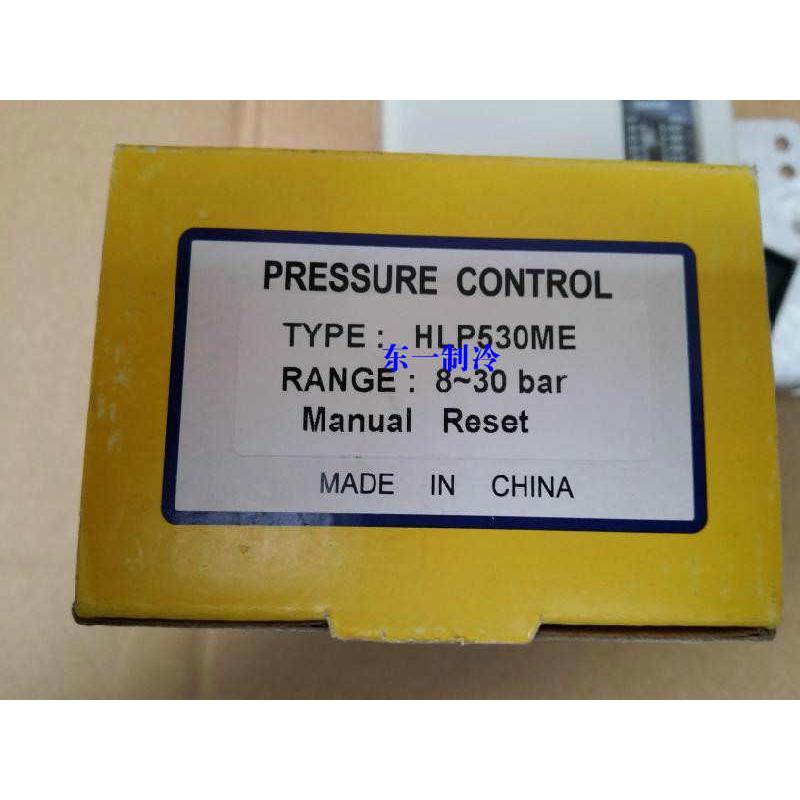 PRESSURE CONTROL
TYPE : HLP530ME
东一制冷
RANGE : 8~30 bar
Manual Reset
MADE IN CHINA